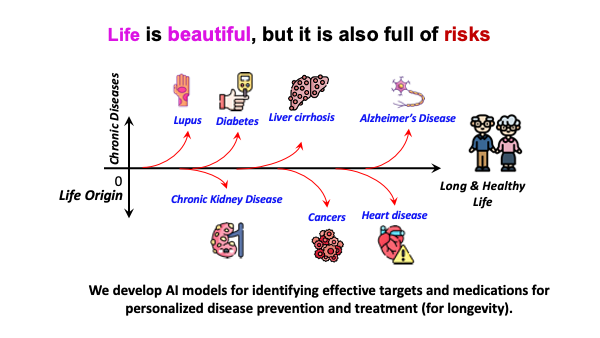 Life is beautiful, but it is also full of risks
Chronic Diseases
Lupus
Diabetes
Liver cirrhosis
Alzheimer's Disease
0
Life Origin
Long & Healthy
Life
Chronic Kidney Disease
Cancers
Heart disease
We develop AI models for identifying effective targets and medications for
personalized disease prevention and treatment (for longevity).